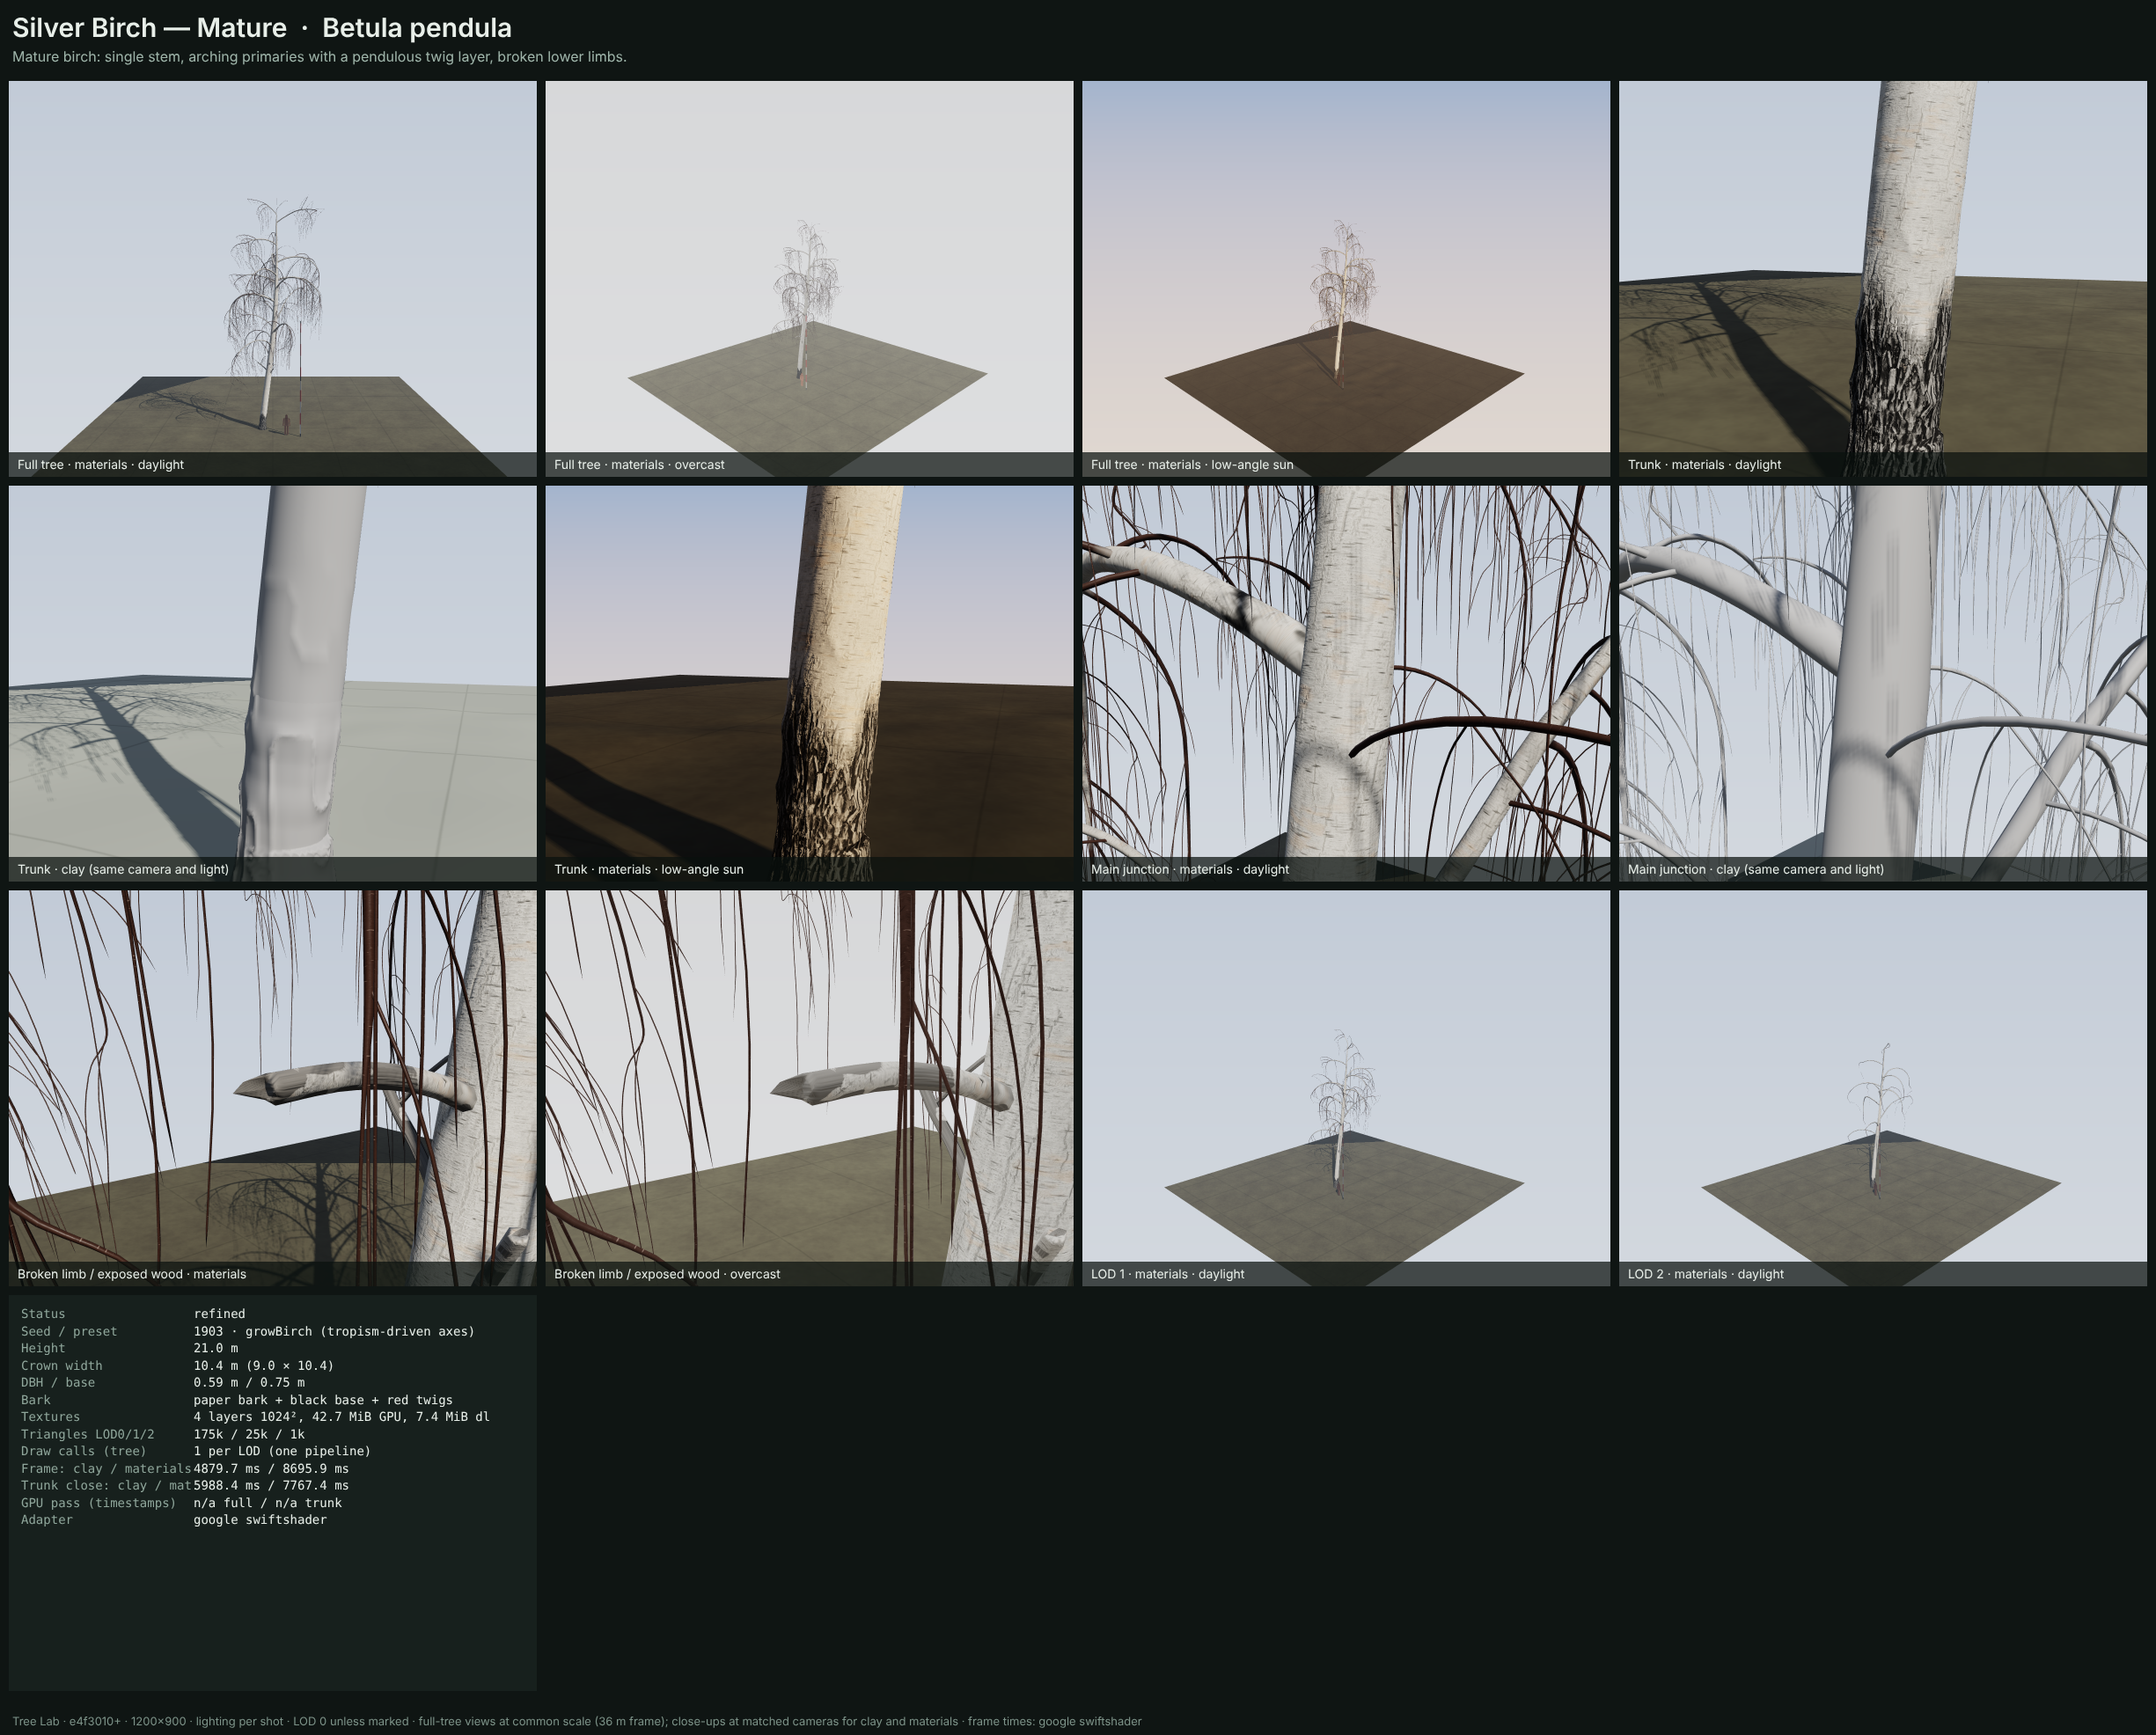 Silver Birch — Mature · Betula pendula
Mature birch: single stem, arching primaries with a pendulous twig layer, broken lower limbs.
Full tree · materials · daylight
Full tree · materials · overcast
Full tree · materials · low-angle sun
Trunk · materials · daylight
Trunk · clay (same camera and light)
Trunk · materials · low-angle sun
Main junction · materials · daylight
Main junction · clay (same camera and light)
Broken limb / exposed wood · materials
Broken limb / exposed wood · overcast
LOD 1 · materials · daylight
LOD 2 · materials · daylight
Status refined
Seed / preset 1903 · growBirch (tropism-driven axes)
Height 21.0 m
Crown width 10.4 m (9.0 × 10.4)
DBH / base 0.59 m / 0.75 m
Bark paper bark + black base + red twigs
Textures 4 layers 1024², 42.7 MiB GPU, 7.4 MiB dl
Triangles LOD0/1/2 175k / 25k / 1k
Draw calls (tree) 1 per LOD (one pipeline)
Frame: clay / materials 4879.7 ms / 8695.9 ms
Trunk close: clay / mat 5988.4 ms / 7767.4 ms
GPU pass (timestamps) n/a full / n/a trunk
Adapter google swiftshader
Tree Lab · e4f3010+ · 1200×900 · lighting per shot · LOD 0 unless marked · full-tree views at common scale (36 m frame); close-ups at matched cameras for clay and materials · frame times: google swiftshader